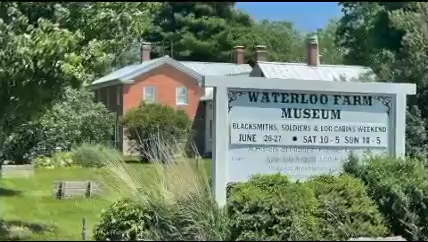 WATERLOO FARM
MUSEUM
BLACKSMITHS, SOLDIERS & LOG CABINS WEEKEND
JUNE 26-27 • SAT 10 - 5 SUN 10 - 5